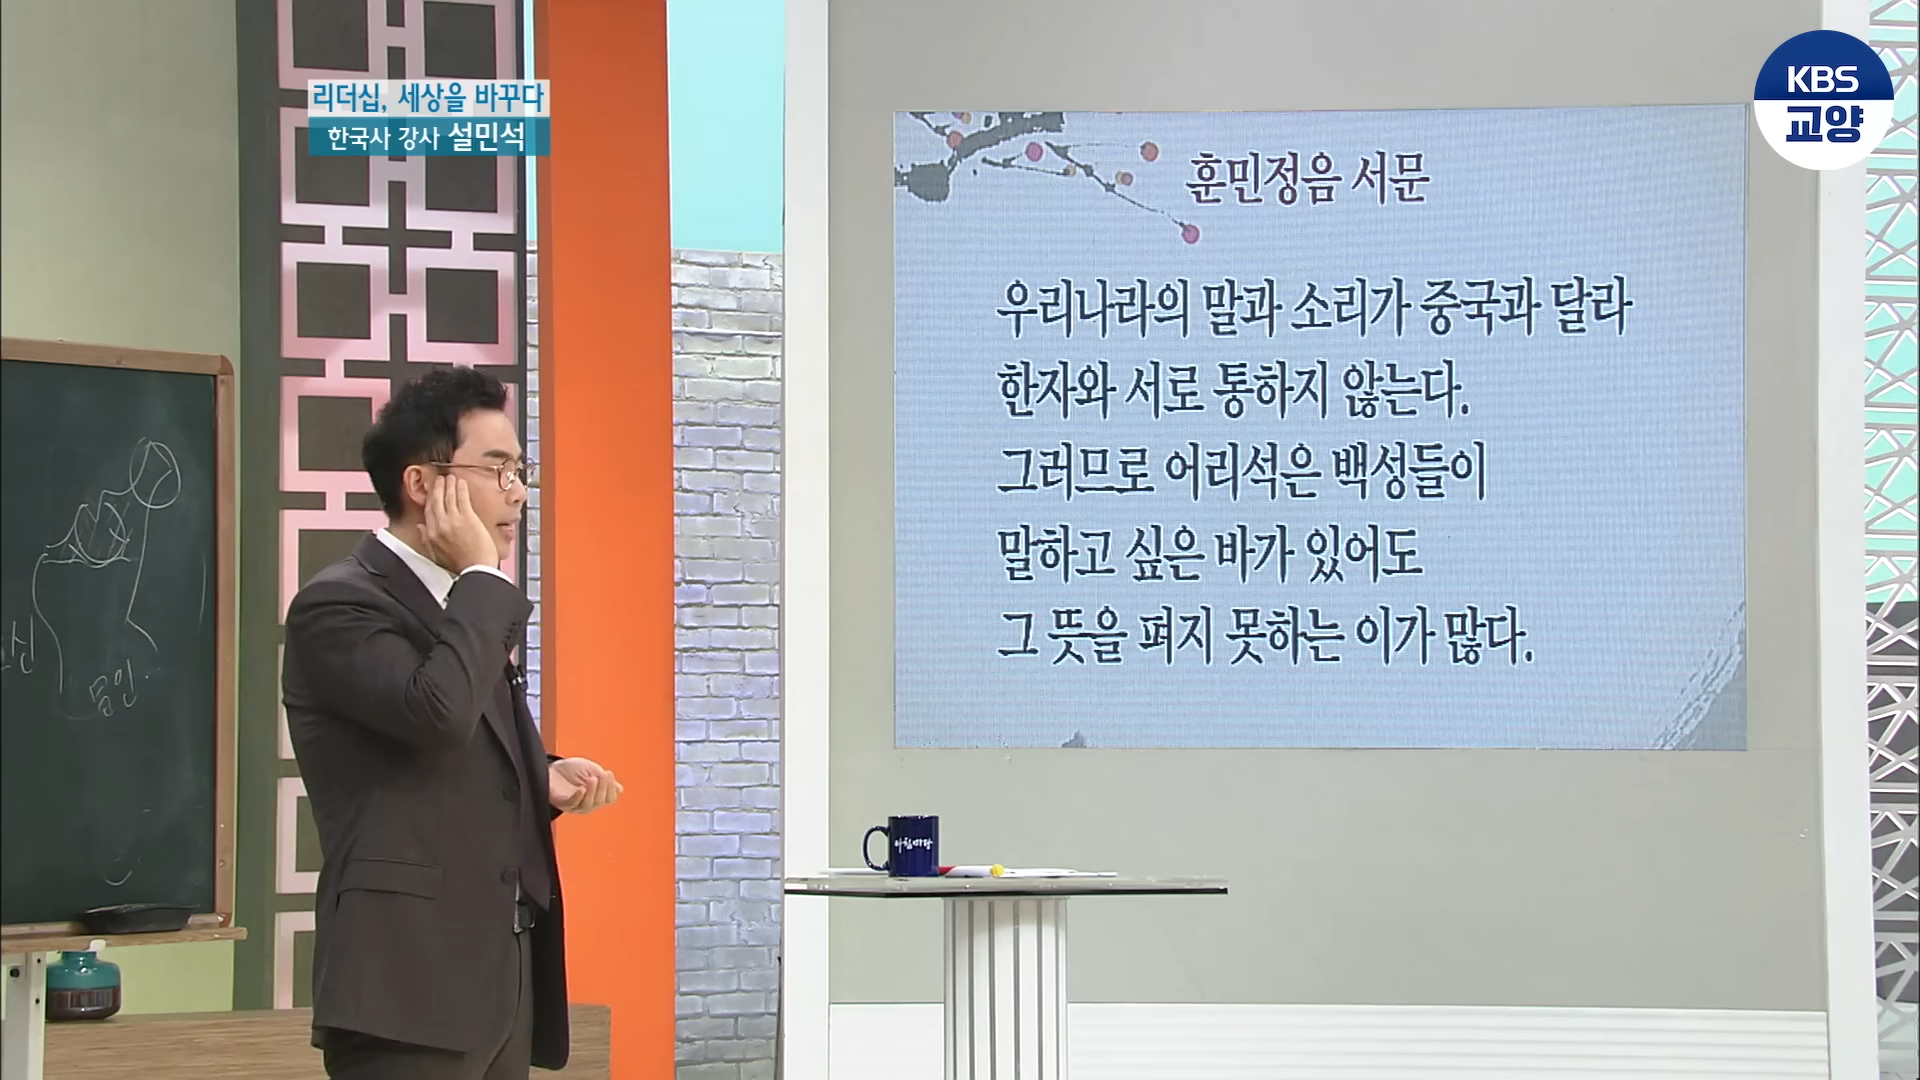 리더십, 세상을 바꾸다
한국사 강사 설민석
KBS
교양
훈민정음 서문
우리나라의 말과 소리가 중국과 달라
한자와 서로 통하지 않는다.
그러므로 어리석은 백성들이
말하고 싶은 바가 있어도
그 뜻을 펴지 못하는 이가 많다.
아침마당